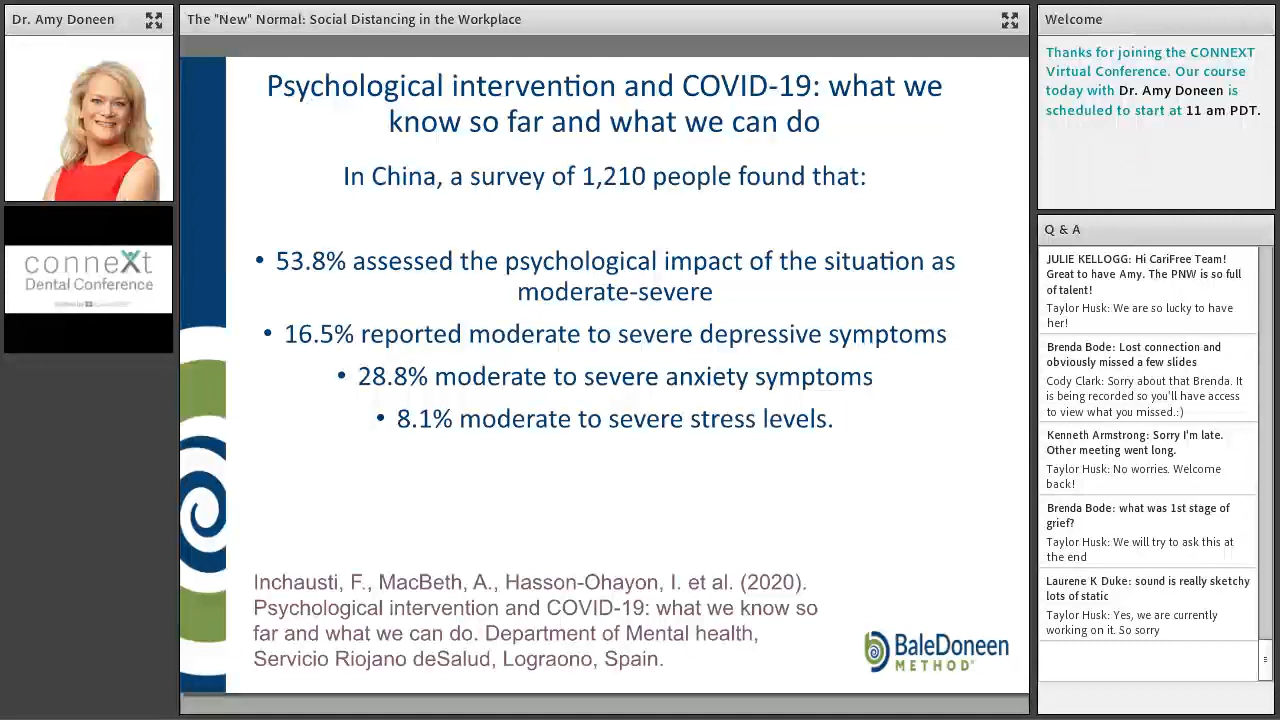 Dr. Amy Doneen
The "New" Normal: Social Distancing in the Workplace
Welcome
Psychological intervention and COVID-19: what we
know so far and what we can do
In China, a survey of 1,210 people found that:
• 53.8% assessed the psychological impact of the situation as
moderate-severe
• 16.5% reported moderate to severe depressive symptoms
• 28.8% moderate to severe anxiety symptoms
• 8.1% moderate to severe stress levels.
Inchausti, F., MacBeth, A., Hasson-Ohayon, I. et al. (2020).
Psychological intervention and COVID-19: what we know so
far and what we can do. Department of Mental health,
Servicio Riojano deSalud, Lograono, Spain.
BaleDoneen
METHOD®
conneXt
Dental Conference
Thanks for joining the CONNEXT
Virtual Conference. Our course
today with Dr. Amy Doneen is
scheduled to start at 11 am PDT.
Q & A
JULIE KELLOGG: Hi CariFree Team!
Great to have Amy. The PNW is so full
of talent!
Taylor Husk: We are so lucky to have
her!
Brenda Bode: Lost connection and
obviously missed a few slides
Cody Clark: Sorry about that Brenda. It
is being recorded so you'll have access
to view what you missed.:)
Kenneth Armstrong: Sorry I'm late.
Other meeting went long.
Taylor Husk: No worries. Welcome
back!
Brenda Bode: what was 1st stage of
grief?
Taylor Husk: We will try to ask this at
the end
Laurene K Duke: sound is really sketchy
lots of static
Taylor Husk: Yes, we are currently
working on it. So sorry